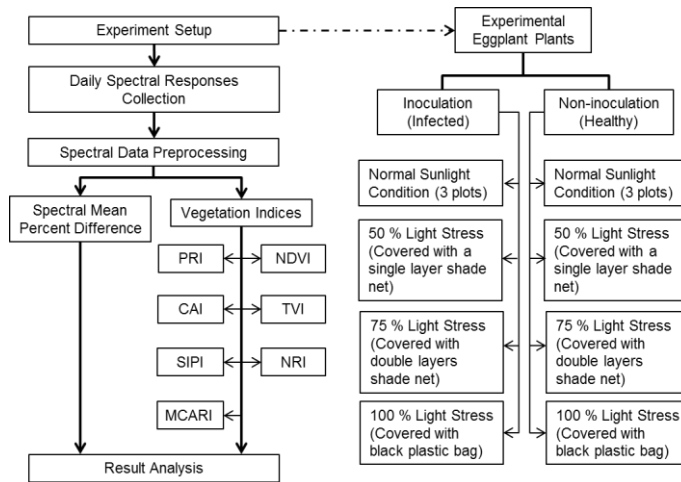 Experiment Setup
Daily Spectral Responses
Collection
Spectral Data Preprocessing
Spectral Mean
Percent Difference
Vegetation Indices
PRI
NDVI
CAI
TVI
SIPI
NRI
MCARI
Result Analysis
Experimental
Eggplant Plants
Inoculation
(Infected)
Non-inoculation
(Healthy)
Normal Sunlight
Condition (3 plots)
Normal Sunlight
Condition (3 plots)
50 % Light Stress
(Covered with a
single layer shade
net)
50 % Light Stress
(Covered with a
single layer shade
net)
75 % Light Stress
(Covered with
double layers
shade net)
75 % Light Stress
(Covered with
double layers
shade net)
100 % Light Stress
(Covered with
black plastic bag)
100 % Light Stress
(Covered with
black plastic bag)